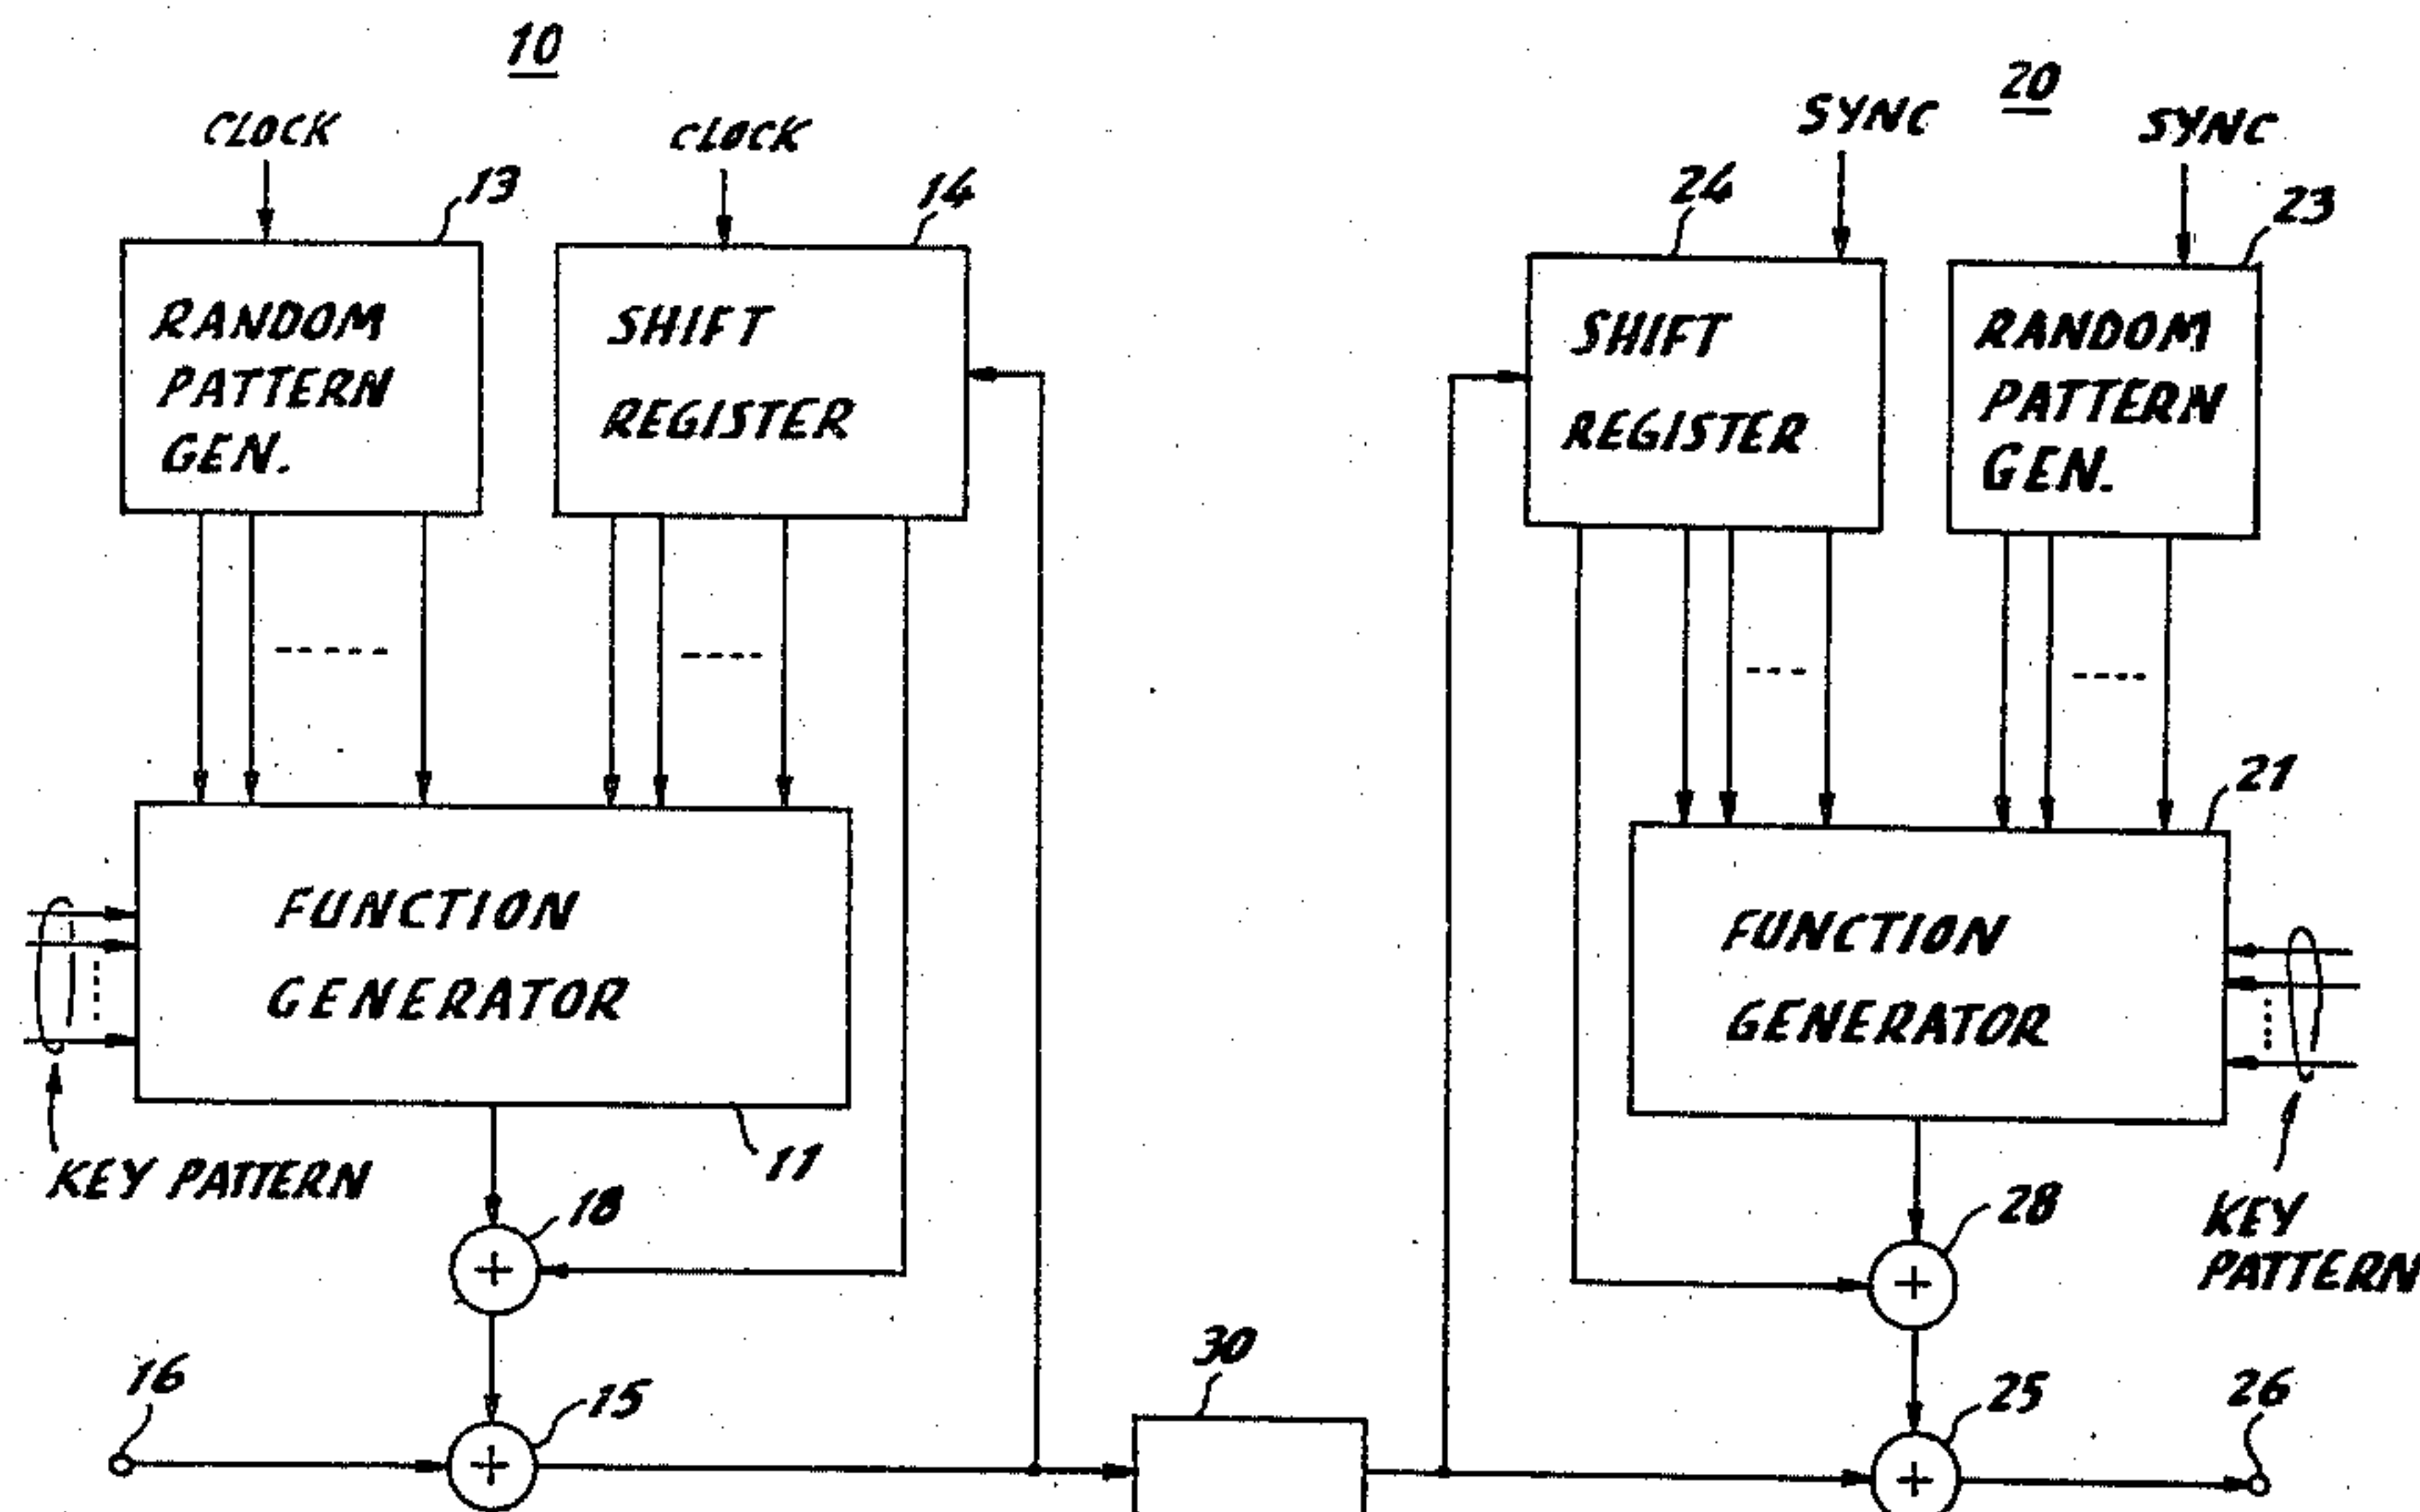 10
20
CLOCK
CLOCK
SYNC
SYNC
13
14
24
23
RANDOM
PATTERN
GEN.
SHIFT
REGISTER
SHIFT
REGISTER
RANDOM
PATTERN
GEN.
21
FUNCTION
GENERATOR
FUNCTION
GENERATOR
11
KEY PATTERN
18
28
KEY
PATTERN
+
+
30
16
15
25
26
+
+